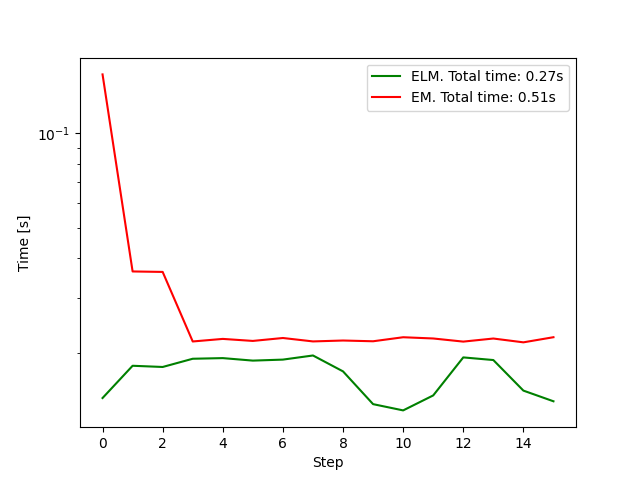 ELM. Total time: 0.27s
EM. Total time: 0.51s
10⁻¹
Time [s]
0 2 4 6 8 10 12 14
Step